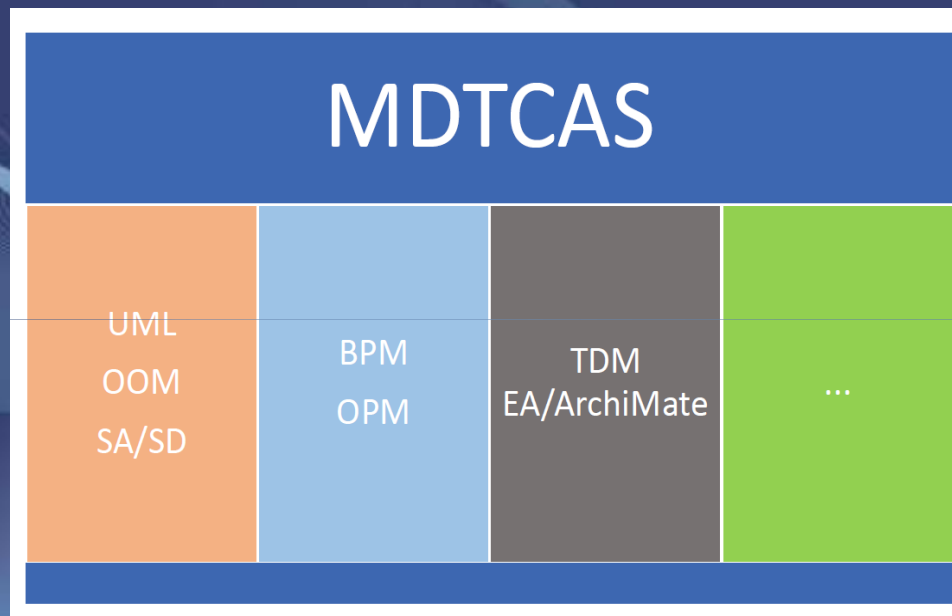 MDTCAS
UML
OOM
SA/SD
BPM
OPM
TDM
EA/ArchiMate
...